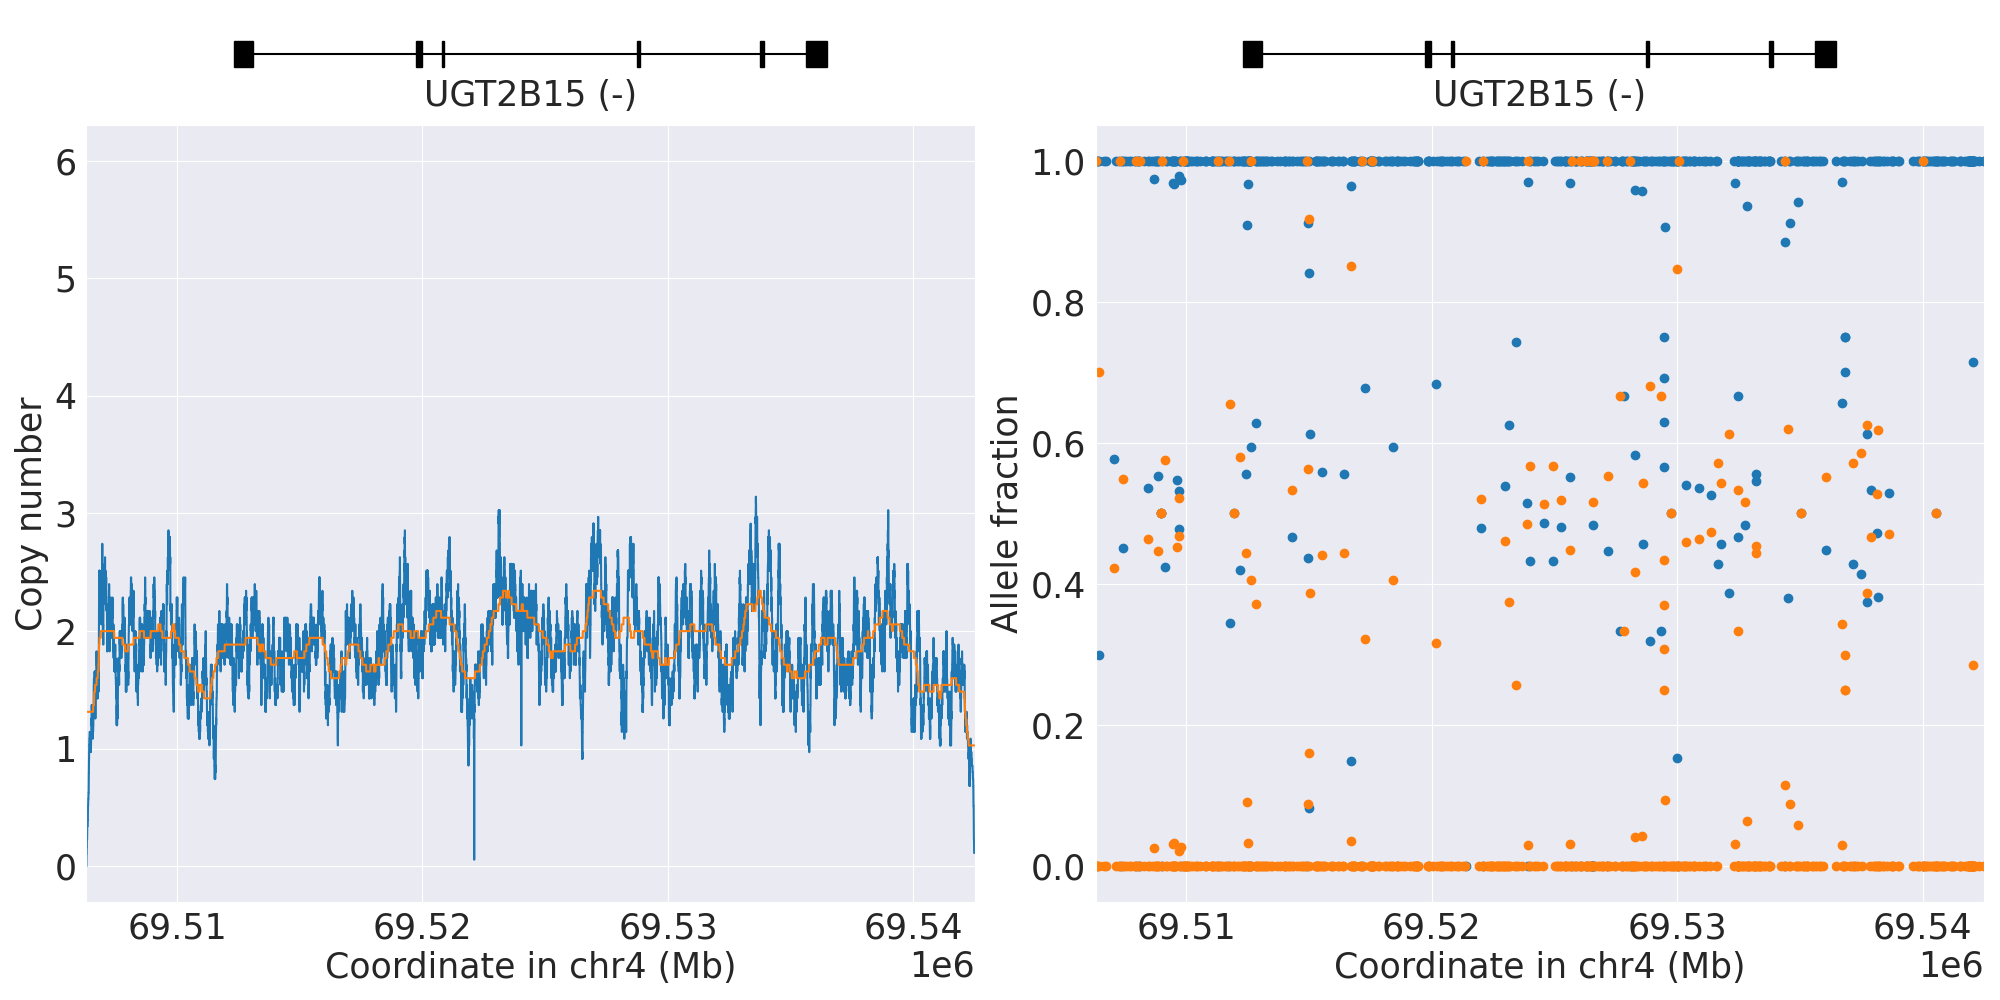 UGT2B15 (-)
UGT2B15 (-)
Copy number
6
5
4
3
2
1
0
69.51
69.52
69.53
69.54
Coordinate in chr4 (Mb)
1e6
Allele fraction
1.0
0.8
0.6
0.4
0.2
0.0
69.51
69.52
69.53
69.54
Coordinate in chr4 (Mb)
1e6